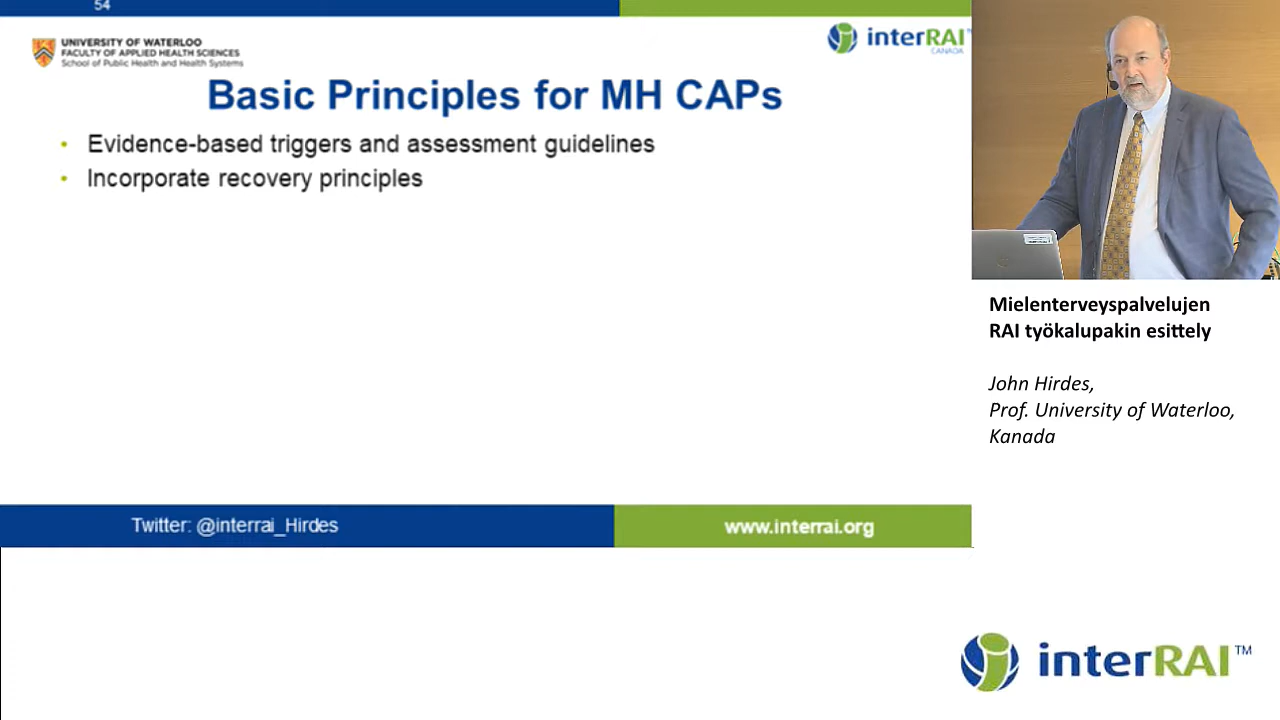 54
UNIVERSITY OF WATERLOO
FACULTY OF APPLIED HEALTH SCIENCES
School of Public Health and Health Systems
interRAI
CANADA
Basic Principles for MH CAPs
• Evidence-based triggers and assessment guidelines
• Incorporate recovery principles
Twitter: @interrai_Hirdes
www.interrai.org
Mielenterveyspalvelujen
RAI työkalupakin esittely
John Hirdes,
Prof. University of Waterloo,
Kanada
interRAI™